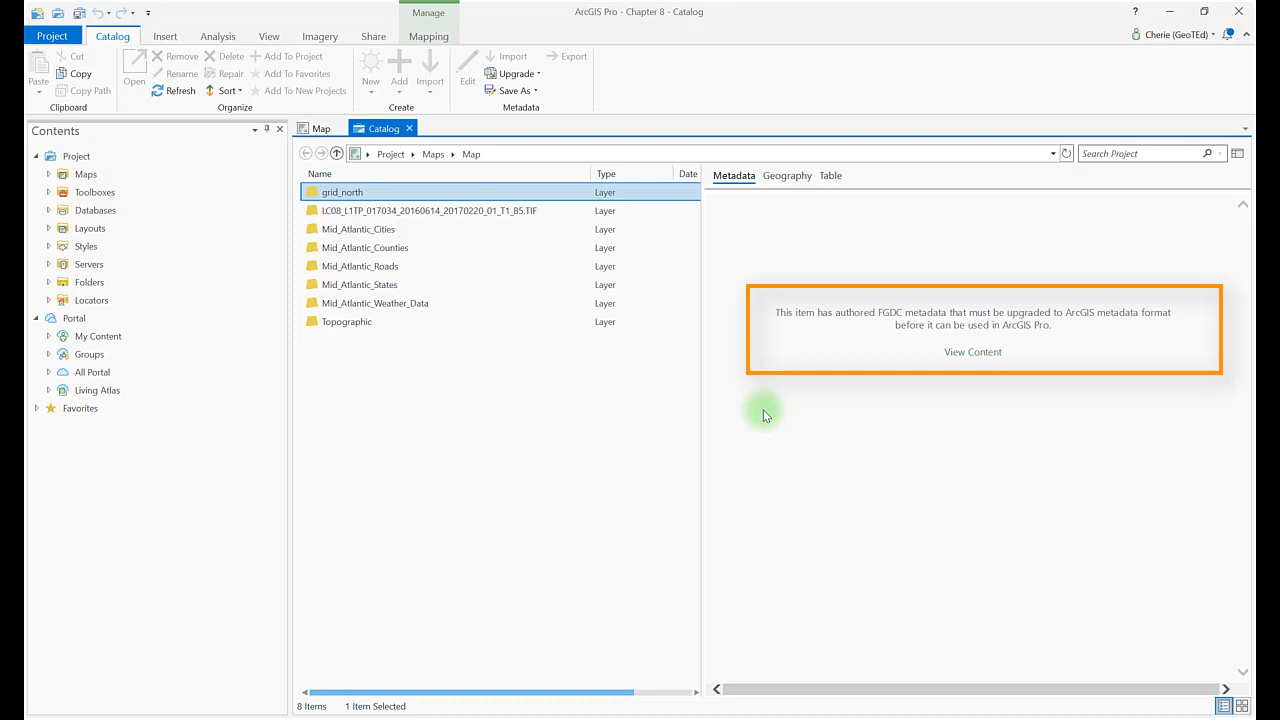 Manage
ArcGIS Pro - Chapter 8 - Catalog
?
Project Catalog Insert Analysis View Imagery Share Mapping
Cherie (GeoTEd)
Paste
Cut
Copy
Copy Path
Clipboard
Open
Remove Delete Add To Project
Rename Repair Add To Favorites
Refresh Sort Add To New Projects
Organize
New Add Import
Create
Edit
Import Export
Upgrade
Save As
Metadata
Contents
Project
Maps
Toolboxes
Databases
Layouts
Styles
Servers
Folders
Locators
Portal
My Content
Groups
All Portal
Living Atlas
Favorites
Map Catalog
Project Maps Map
Search Project
Name Type Date
grid_north Layer
LC08_L1TP_017034_20160614_20170220_01_T1_B5.TIF Layer
Mid_Atlantic_Cities Layer
Mid_Atlantic_Counties Layer
Mid_Atlantic_Roads Layer
Mid_Atlantic_States Layer
Mid_Atlantic_Weather_Data Layer
Topographic Layer
Metadata Geography Table
This item has authored FGDC metadata that must be upgraded to ArcGIS metadata format
before it can be used in ArcGIS Pro.
View Content
8 Items 1 Item Selected